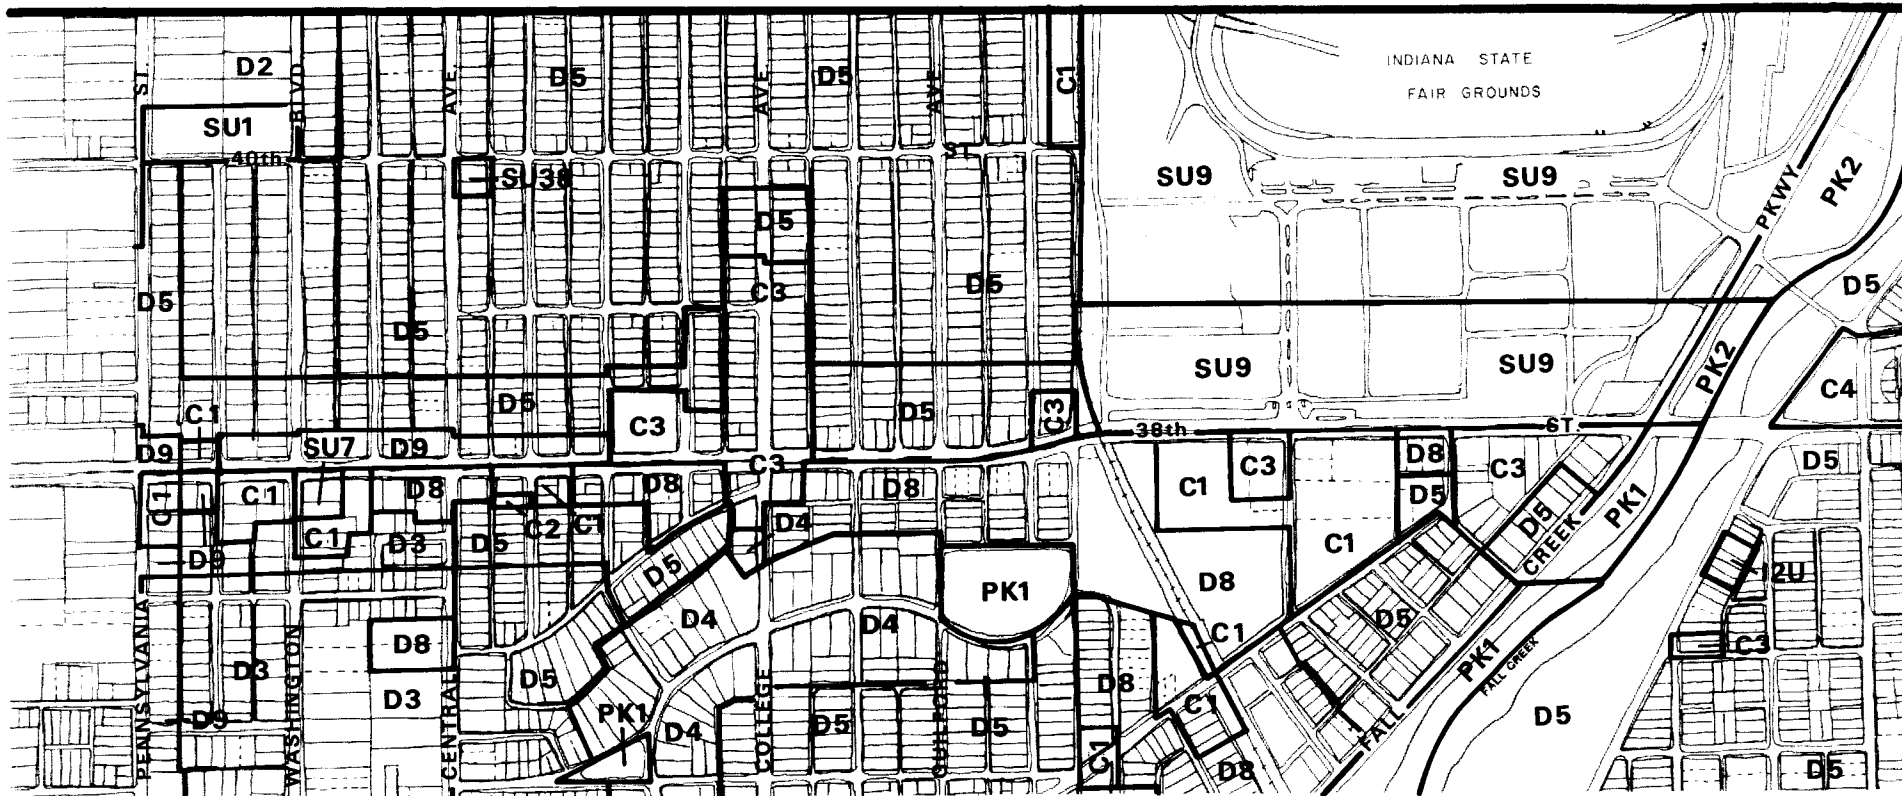 D2
ST
BLVD
AVE
D5
AVE
D5
AVE
C1
INDIANA STATE
FAIR GROUNDS
SU1
40th
ST
SU38
SU9
SU9
PKWY
PK2
D5
D5
C3
D5
D5
D5
D5
SU9
SU9
PK2
C4
C1
D5
C3
D5
C3
38th
ST.
D9
SU7
D9
C3
D8
C3
C3
D5
C1
C1
D8
D8
D8
C1
D5
D5
PK1
C1
D3
D5
C2
C1
D4
C1
CREEK
D9
D5
PK1
D8
I2U
PENNSYLVANIA
WASHINGTON
CENTRAL
COLLEGE
GUILFORD
D8
D4
D4
C1
D5
C3
D3
D3
D5
D8
PK1
FALL CREEK
D9
PK1
D4
D5
D5
C1
FALL
D5
C1
D8
D5